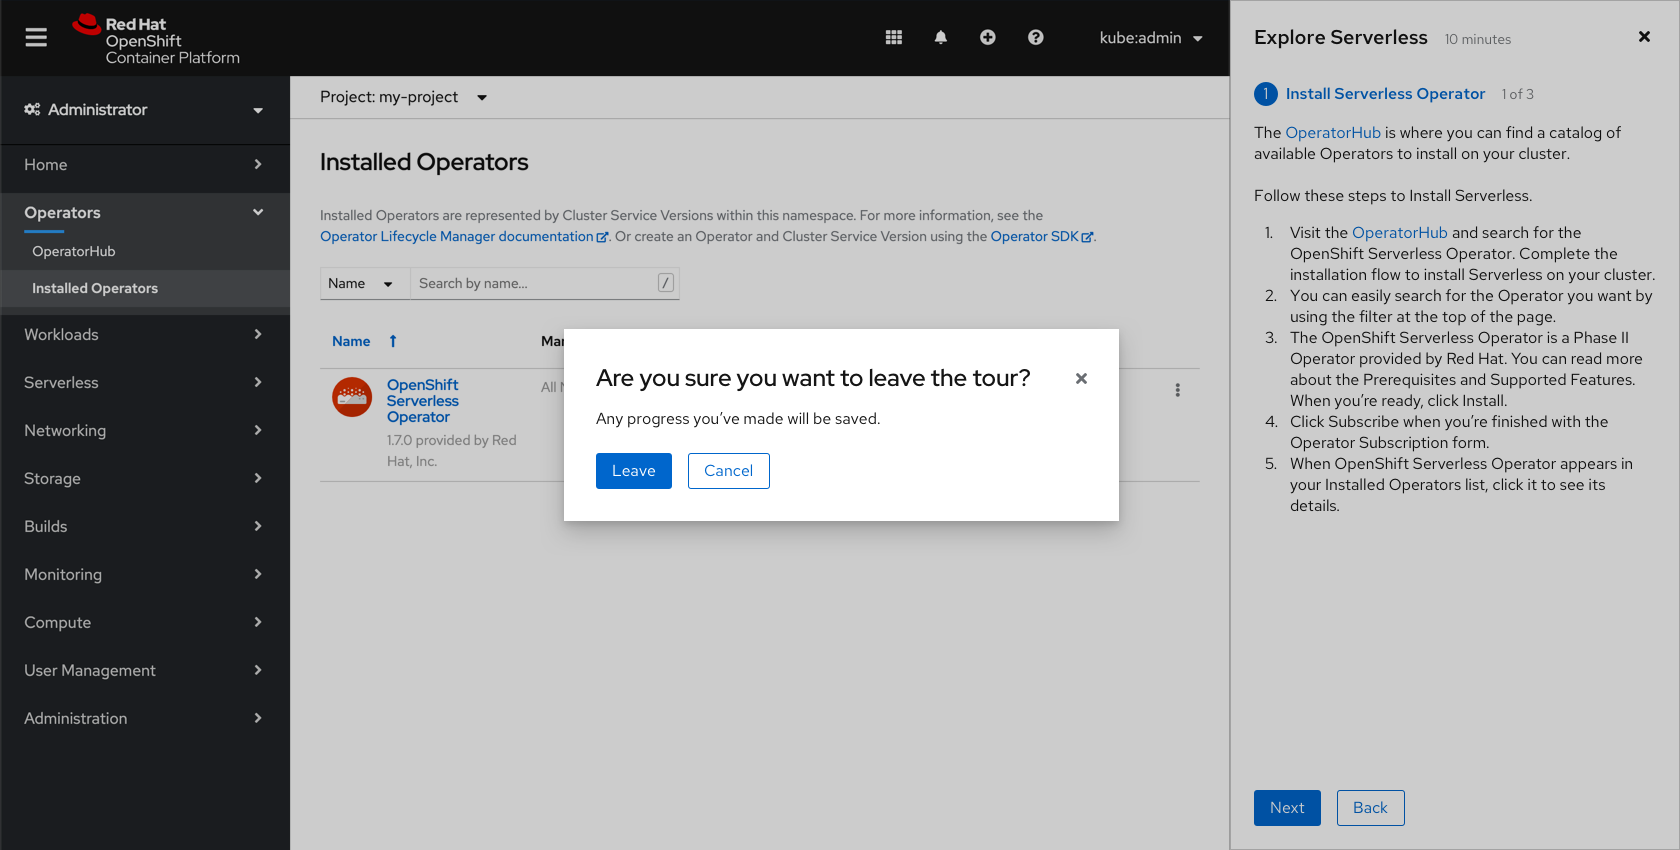 Red Hat
OpenShift
Container Platform
kube:admin
Administrator
Home
Operators
OperatorHub
Installed Operators
Workloads
Serverless
Networking
Storage
Builds
Monitoring
Compute
User Management
Administration
Project: my-project
Installed Operators
Installed Operators are represented by Cluster Service Versions within this namespace. For more information, see the
Operator Lifecycle Manager documentation. Or create an Operator and Cluster Service Version using the Operator SDK.
Name
Search by name...
/
Name
OpenShift
Serverless
Operator
1.7.0 provided by Red
Hat, Inc.
All
Are you sure you want to leave the tour?
Any progress you’ve made will be saved.
Leave Cancel
Explore Serverless 10 minutes
1 Install Serverless Operator 1 of 3
The OperatorHub is where you can find a catalog of
available Operators to install on your cluster.
Follow these steps to Install Serverless.
1. Visit the OperatorHub and search for the
OpenShift Serverless Operator. Complete the
installation flow to install Serverless on your cluster.
2. You can easily search for the Operator you want by
using the filter at the top of the page.
3. The OpenShift Serverless Operator is a Phase II
Operator provided by Red Hat. You can read more
about the Prerequisites and Supported Features.
When you’re ready, click Install.
4. Click Subscribe when you’re finished with the
Operator Subscription form.
5. When OpenShift Serverless Operator appears in
your Installed Operators list, click it to see its
details.
Next Back